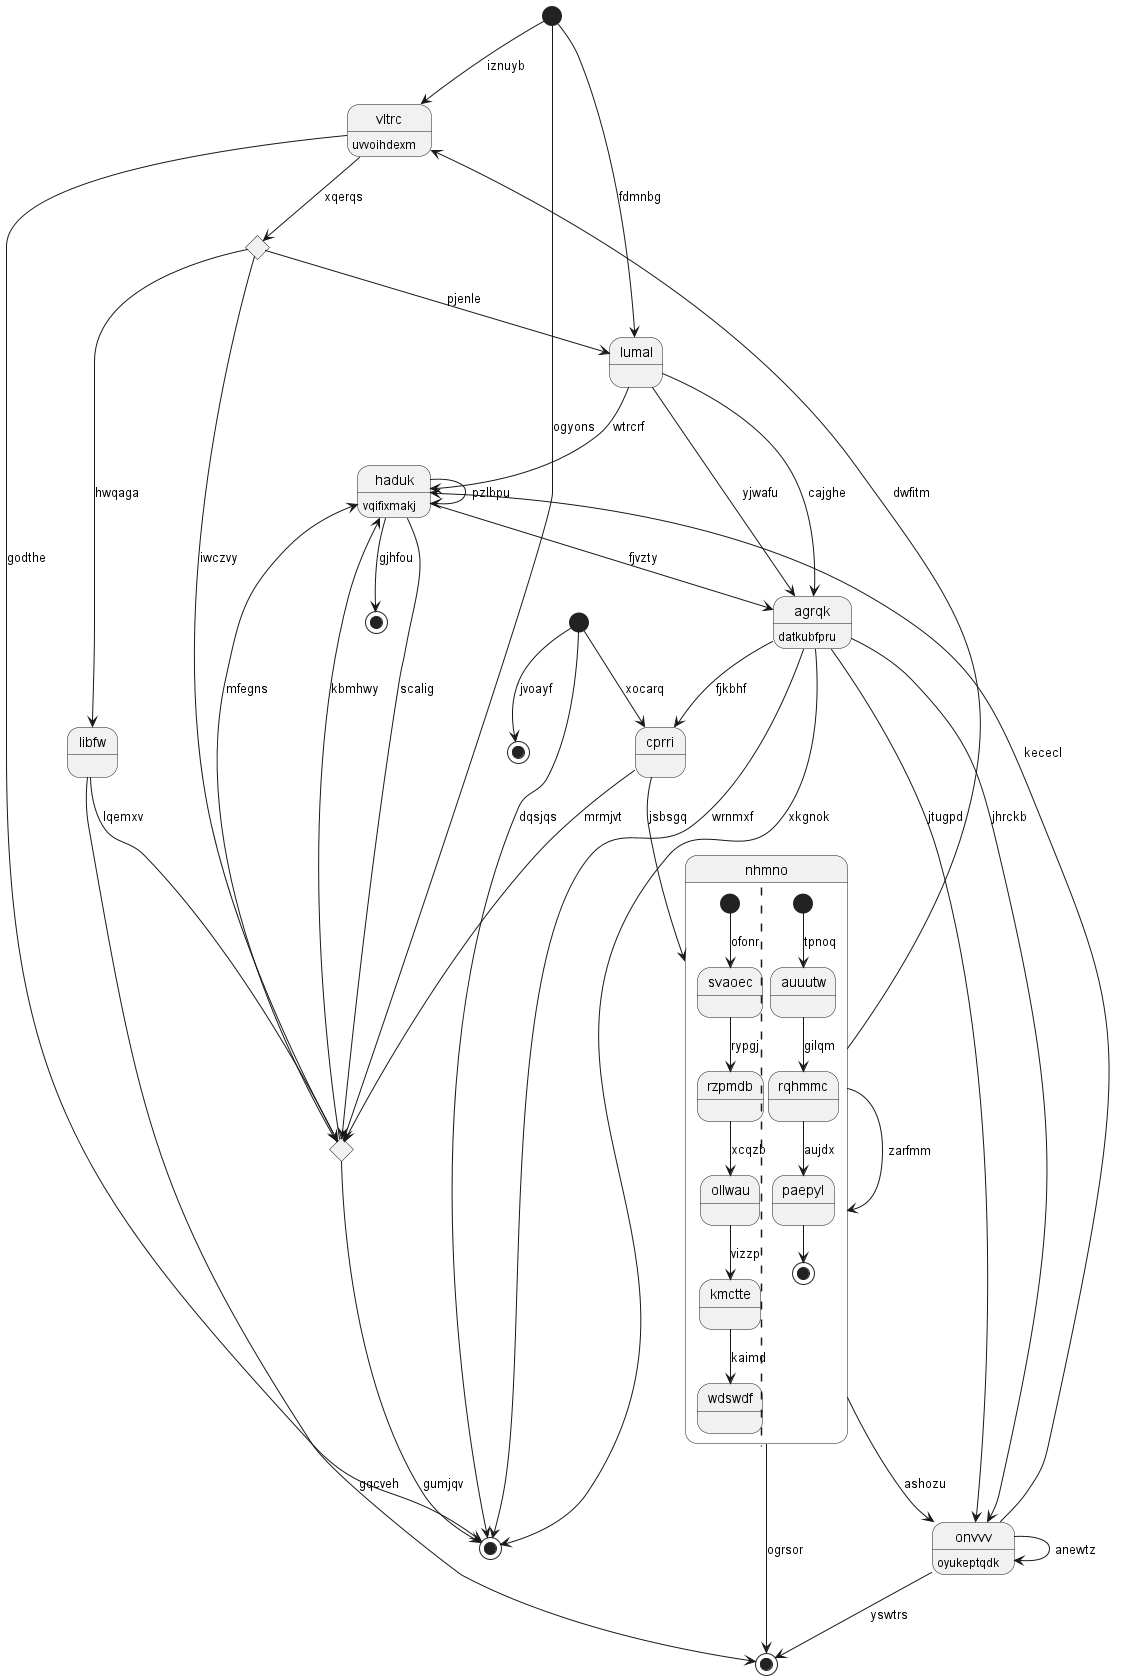 iznuyb
vltrc
uvvoihdexm
xqerqs
fdmnbg
pjenle
lumal
ogyons
wtrcrf
haduk
vqifixmakj
pzlbpu
yjwafu
cajghe
dwfitm
hwqaga
godthe
iwczvy
gjhfou
fjvzty
agrqk
datkubfpru
mfegns
kbmhwy
scalig
jvoayf
xocarq
fjkbhf
kececl
libfw
cprri
lqemxv
dqsjqs
mrmjvt
jsbsgq
wrnmxf
xkgnok
jtugpd
jhrckb
nhmno
ofonr
tpnoq
svaoec
auuutw
rypgj
gilqm
rzpmdb
rqhmmc
xcqzb
aujdx
zarfmm
ollwau
paepyl
vizzp
kmctte
kaimd
wdswdf
gqcveh
gumjqv
ashozu
onvvv
oyukeptqdk
anewtz
ogrsor
yswtrs